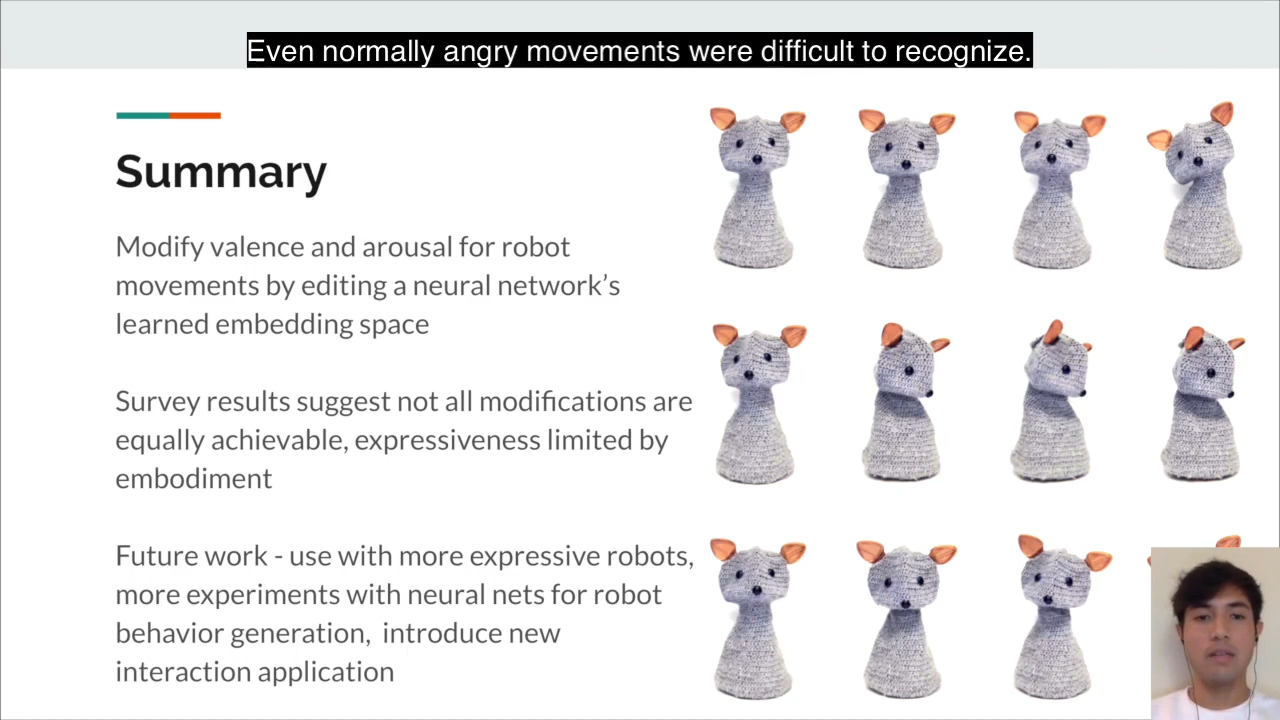 Even normally angry movements were difficult to recognize.
Summary
Modify valence and arousal for robot
movements by editing a neural network’s
learned embedding space
Survey results suggest not all modifications are
equally achievable, expressiveness limited by
embodiment
Future work - use with more expressive robots,
more experiments with neural nets for robot
behavior generation,  introduce new
interaction application